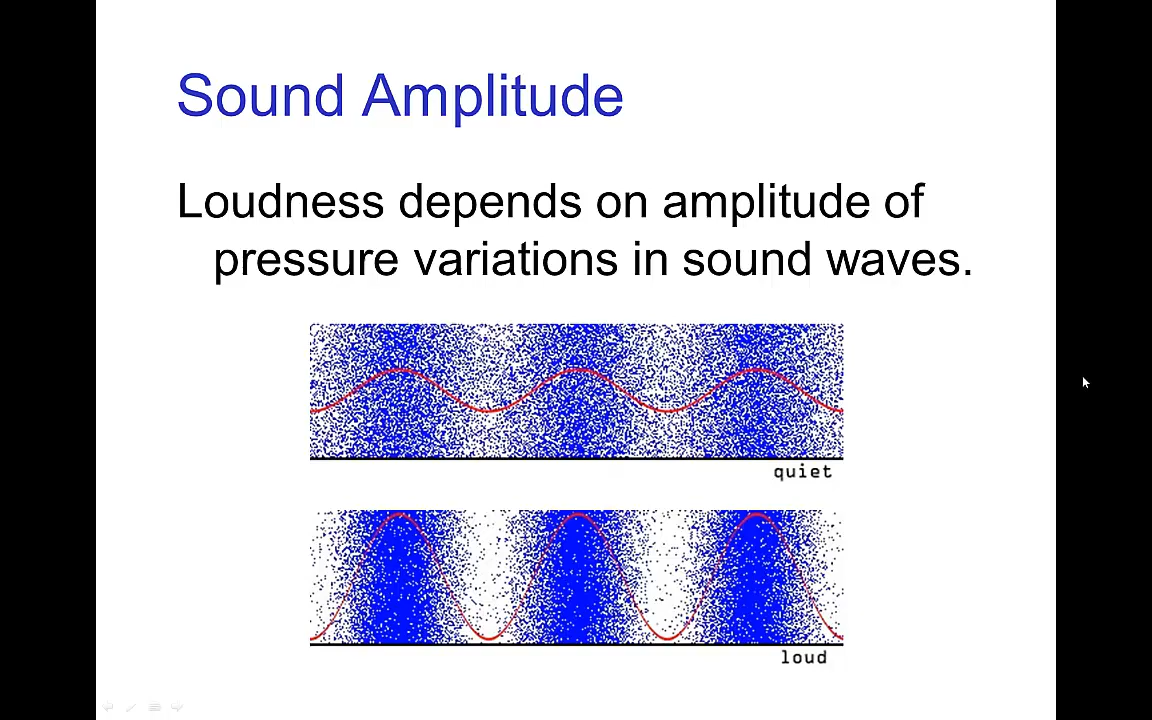 Sound Amplitude
Loudness depends on amplitude of
pressure variations in sound waves.
quiet
loud